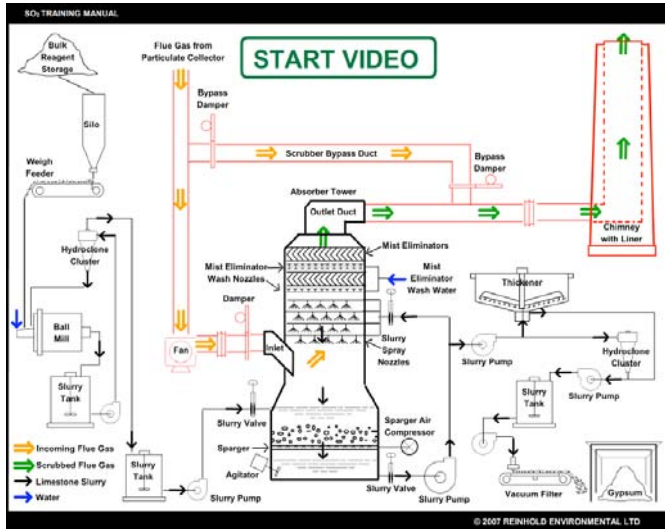 SO₂ TRAINING MANUAL
Bulk
Reagent
Storage
Flue Gas from
Particulate Collector
START VIDEO
Bypass
Damper
Silo
Scrubber Bypass Duct
Bypass
Damper
Weigh
Feeder
Absorber Tower
Outlet Duct
Chimney
with Liner
Hydroclone
Cluster
Mist Eliminators
Mist Eliminator
Wash Nozzles
Mist
Eliminator
Wash Water
Thickener
Damper
Ball
Mill
Fan
Inlet
Slurry
Spray
Nozzles
Slurry Pump
Hydroclone
Cluster
Slurry
Tank
Slurry
Tank
Slurry Pump
Slurry Valve
Sparger Air
Compressor
Incoming Flue Gas
Scrubbed Flue Gas
Limestone Slurry
Water
Sparger
Agitator
Slurry
Tank
Slurry Pump
Slurry Valve
Slurry Pump
Vacuum Filter
Gypsum
© 2007 REINHOLD ENVIRONMENTAL LTD